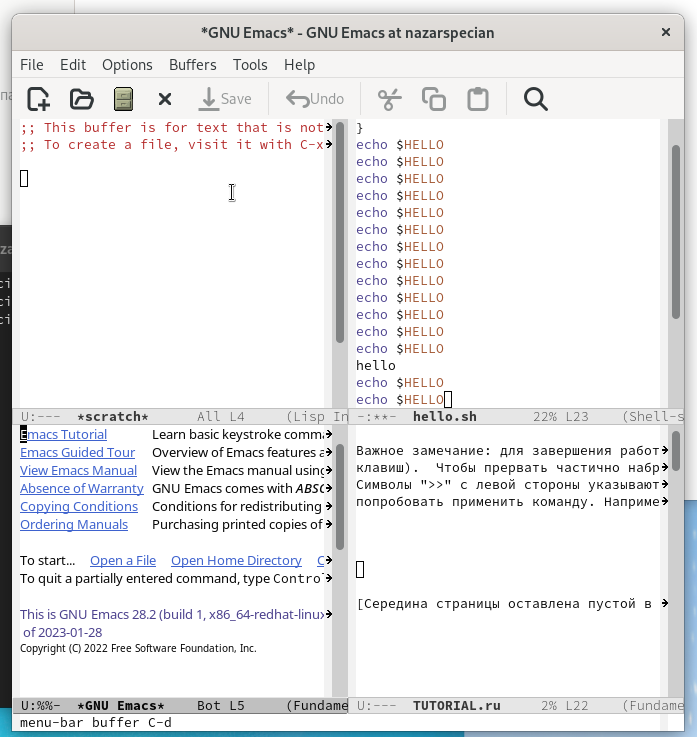 *GNU Emacs* - GNU Emacs at nazarspecian
File Edit Options Buffers Tools Help
Save Undo
;; This buffer is for text that is not
;; To create a file, visit it with C-x
U:--- *scratch* All L4 (Lisp In
}
echo $HELLO
echo $HELLO
echo $HELLO
echo $HELLO
echo $HELLO
echo $HELLO
echo $HELLO
echo $HELLO
echo $HELLO
echo $HELLO
echo $HELLO
echo $HELLO
echo $HELLO
hello
echo $HELLO
echo $HELLO
-:**- hello.sh 22% L23 (Shell-s
Emacs Tutorial Learn basic keystroke comma
Emacs Guided Tour Overview of Emacs features a
View Emacs Manual View the Emacs manual using
Absence of Warranty GNU Emacs comes with ABSO
Copying Conditions Conditions for redistributing
Ordering Manuals Purchasing printed copies of
To start... Open a File Open Home Directory C
To quit a partially entered command, type Contro
This is GNU Emacs 28.2 (build 1, x86_64-redhat-linux
of 2023-01-28
Copyright (C) 2022 Free Software Foundation, Inc.
U:%%- *GNU Emacs* Bot L5 (Fundame
Важное замечание: для завершения работ
клавиш). Чтобы прервать частично набр
Символы ">>" с левой стороны указывают
попробовать применить команду. Наприме
[Середина страницы оставлена пустой в
U:--- TUTORIAL.ru 2% L22 (Fundame
menu-bar buffer C-d